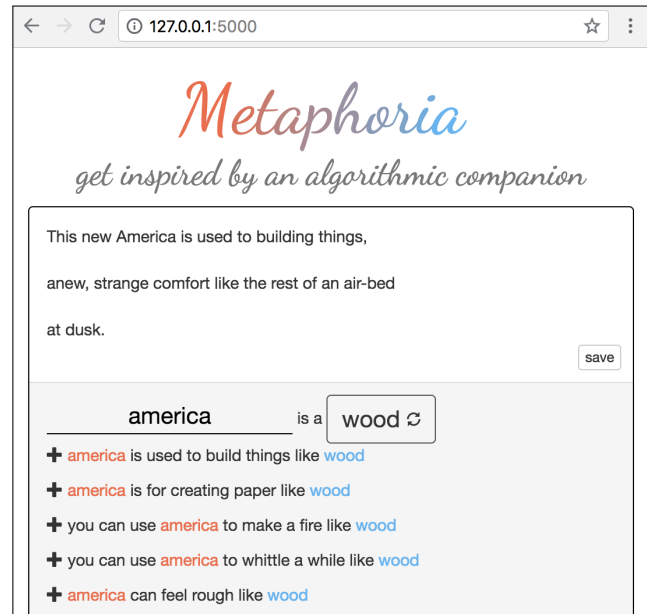 127.0.0.1:5000
Metaphoria
get inspired by an algorithmic companion
This new America is used to building things,
anew, strange comfort like the rest of an air-bed
at dusk.
save
america is a wood
america is used to build things like wood
america is for creating paper like wood
you can use america to make a fire like wood
you can use america to whittle a while like wood
america can feel rough like wood